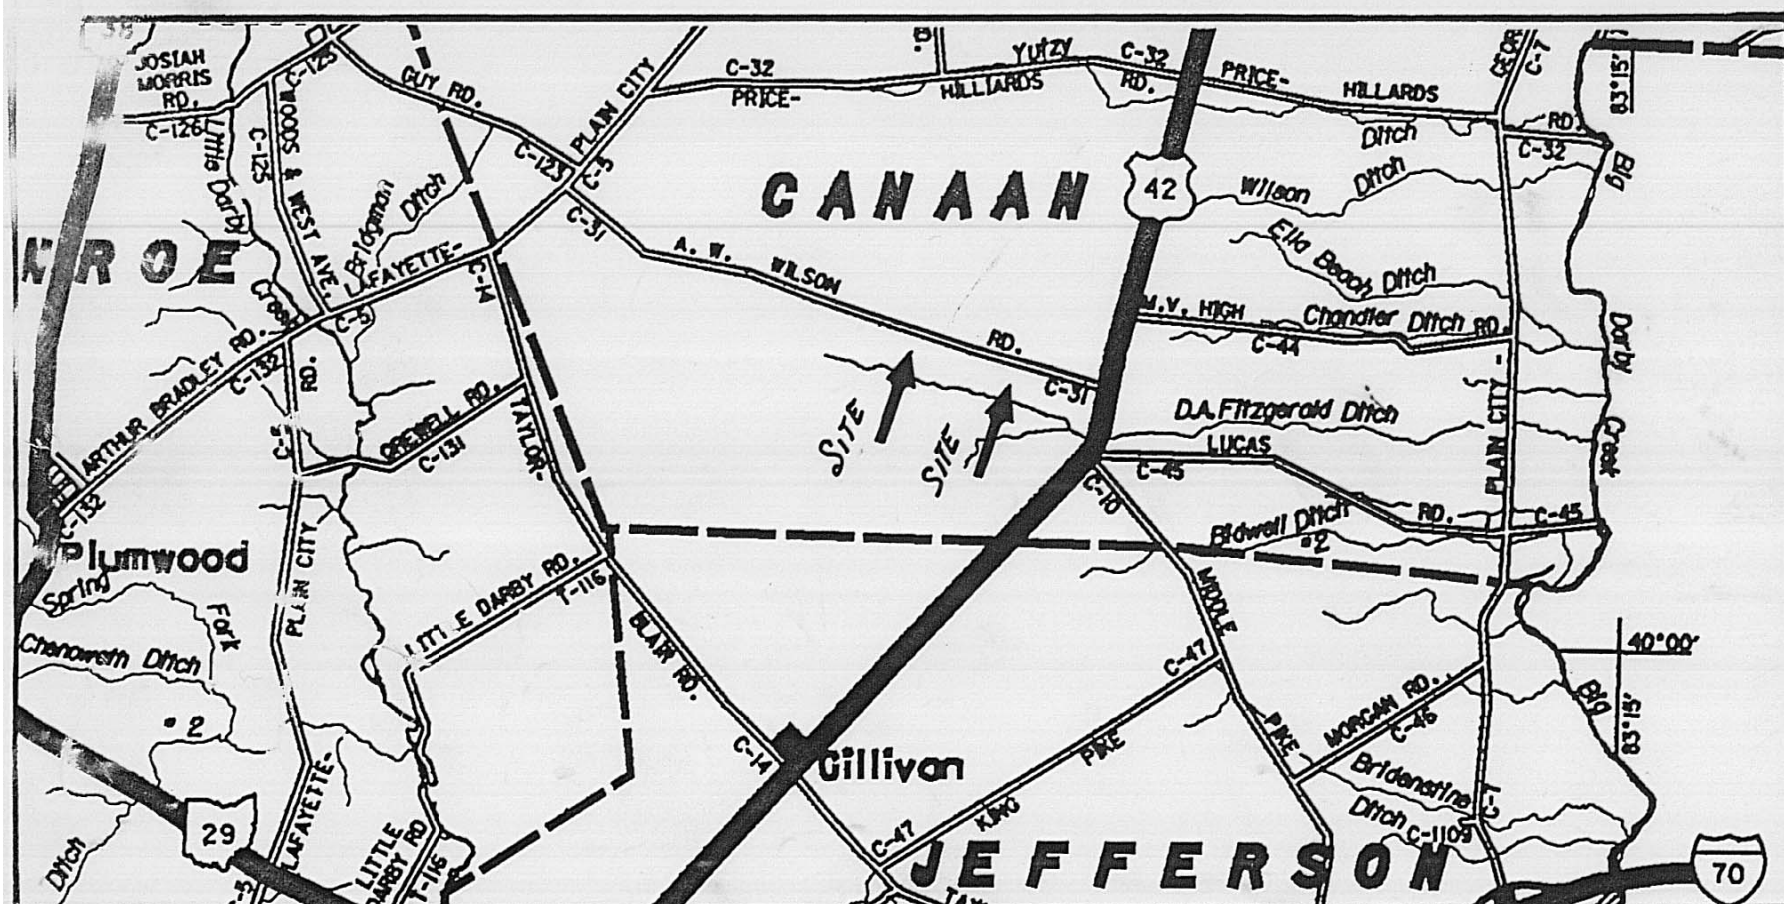 38
JOSIAH
MORRIS
RD.
C-126
C-123
GUY RD.
PLAIN CITY
C-32
PRICE-
HILLIARDS
YUTZY
RD.
C-32
PRICE-
HILLARDS
RD.
C-32
C-7
83°15'
Little Darby
Creek
C-125
WOODS & WEST AVE.
Bridgman
Ditch
C-123
C-5
C-31
CANAAN
42
Ditch
Wilson
Ditch
Big
Darby
Creek
ROE
LAFAYETTE-
C-5
C-14
A. W. WILSON
RD.
C-31
Ella Beach Ditch
M.V. HIGH
Chandler Ditch
RD.
C-44
ARTHUR BRADLEY RD.
C-132
RD.
C-132
OREWELL RD.
C-131
TAYLOR-
SITE
SITE
D.A. Fitzgerald Ditch
LUCAS
C-45
PLAIN CITY -
RD.
C-45
C-10
Bidwell Ditch
#2
Plumwood
Spring
Fork
Chenoweth Ditch
#2
PLAIN CITY
LITTLE DARBY RD.
T-116
BLAIR RD.
MIDDLE
C-47
PIKE
MORGAN RD.
C-46
40°00'
Big
83°15'
C-14
Gillivan
PIKE
KING
C-47
Bridenstine
Ditch
C-1109
29
LAFAYETTE-
LITTLE
DARBY RD
T-116
Ditch
JEFFERSON
70